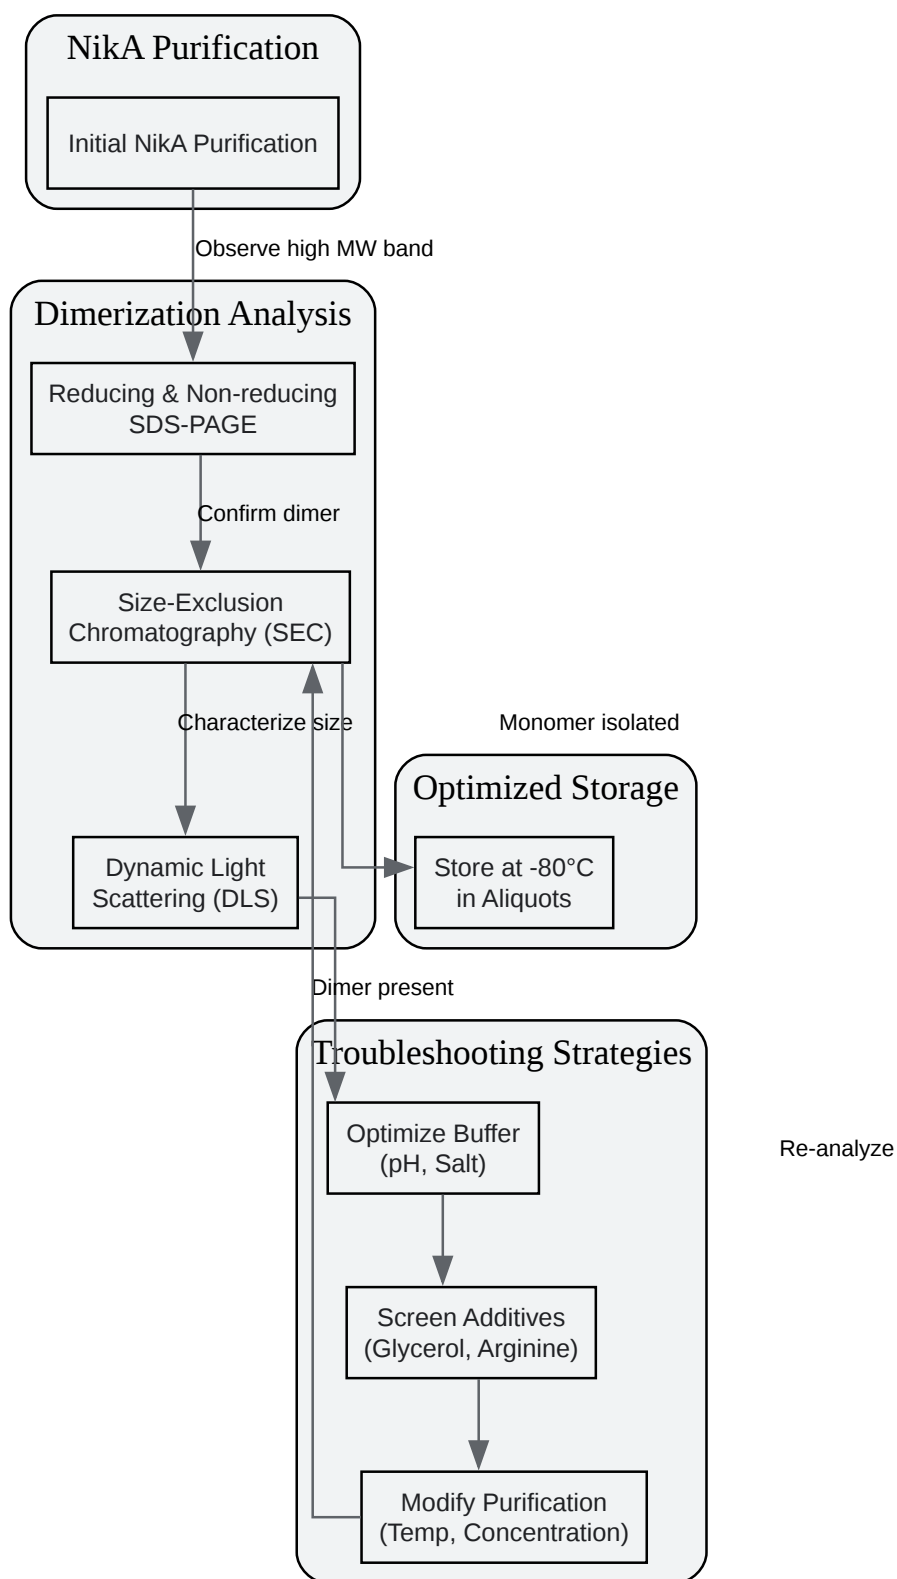 NikA Purification
Initial NikA Purification
Observe high MW band
Dimerization Analysis
Reducing & Non-reducing
SDS-PAGE
Confirm dimer
Size-Exclusion
Chromatography (SEC)
Characterize size
Monomer isolated
Optimized Storage
Dynamic Light
Scattering (DLS)
Store at -80°C
in Aliquots
Dimer present
Troubleshooting Strategies
Optimize Buffer
(pH, Salt)
Re-analyze
Screen Additives
(Glycerol, Arginine)
Modify Purification
(Temp, Concentration)